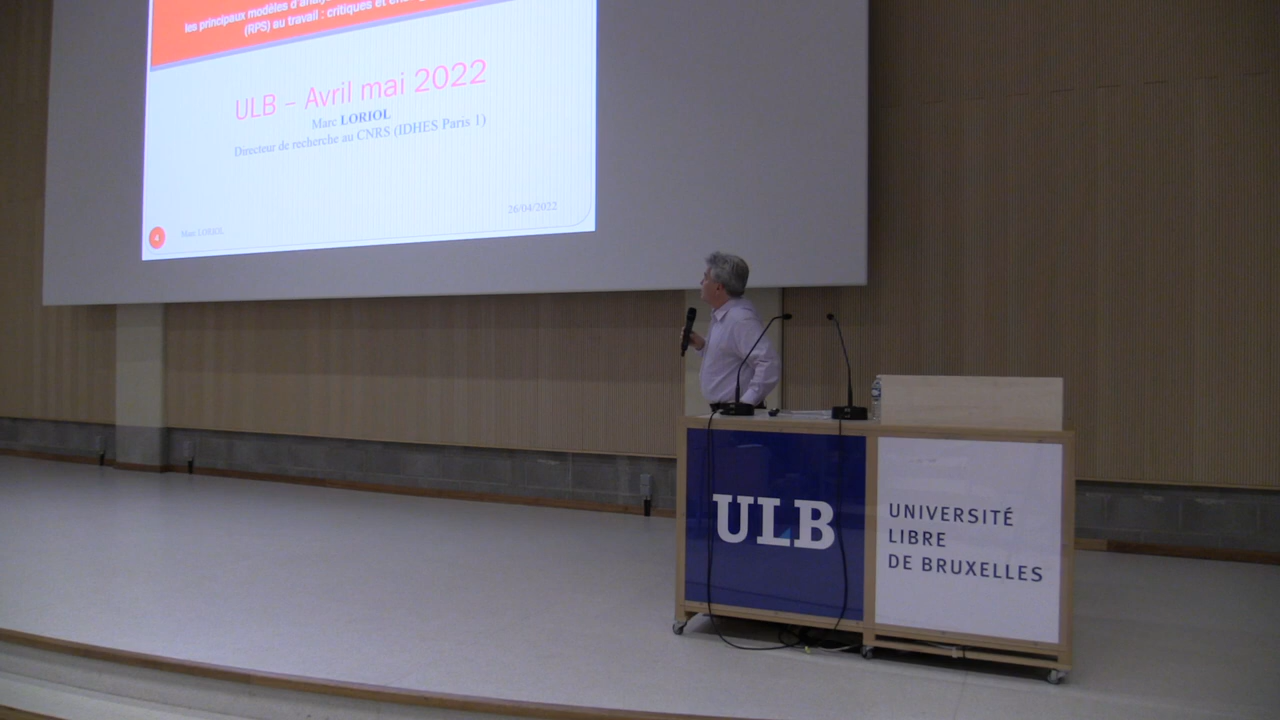 les principaux modèles d'analy
(RPS) au travail : critiques et
ULB – Avril mai 2022
Marc LORIOL
Directeur de recherche au CNRS (IDHES Paris 1)
26/04/2022
4
Marc LORIOL
ULB
UNIVERSITÉ
LIBRE
DE BRUXELLES